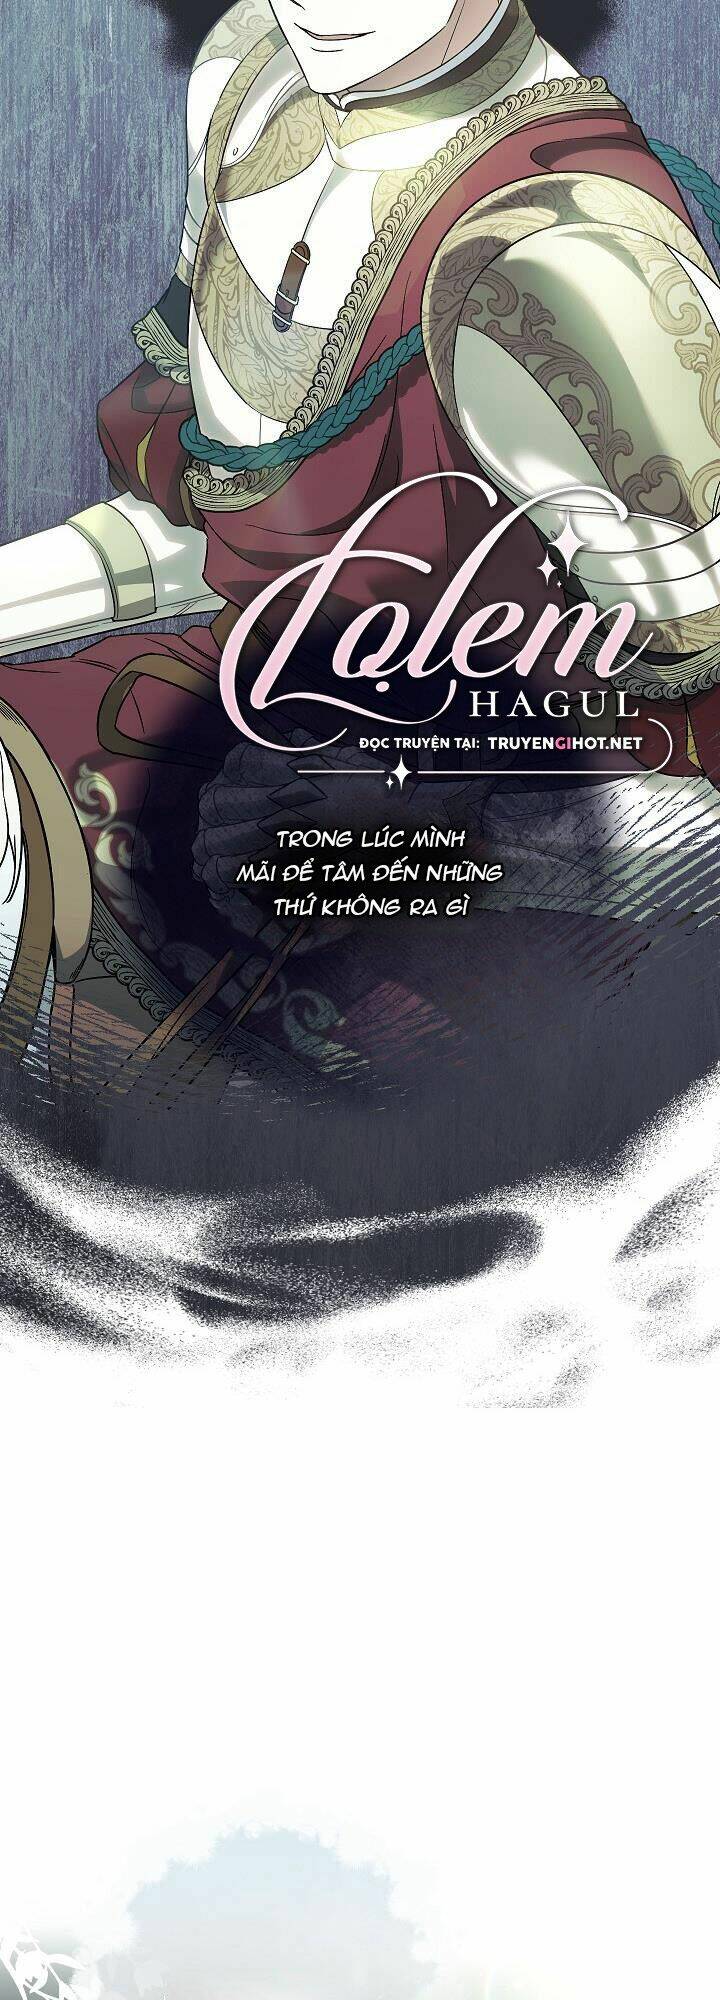 Lọlem
HAGUL
ĐỌC TRUYỆN TẠI: TRUYENGIHOT.NET
TRONG LÚC MÌNH
MÃI ĐỂ TÂM ĐẾN NHỮNG
THỨ KHÔNG RA GÌ